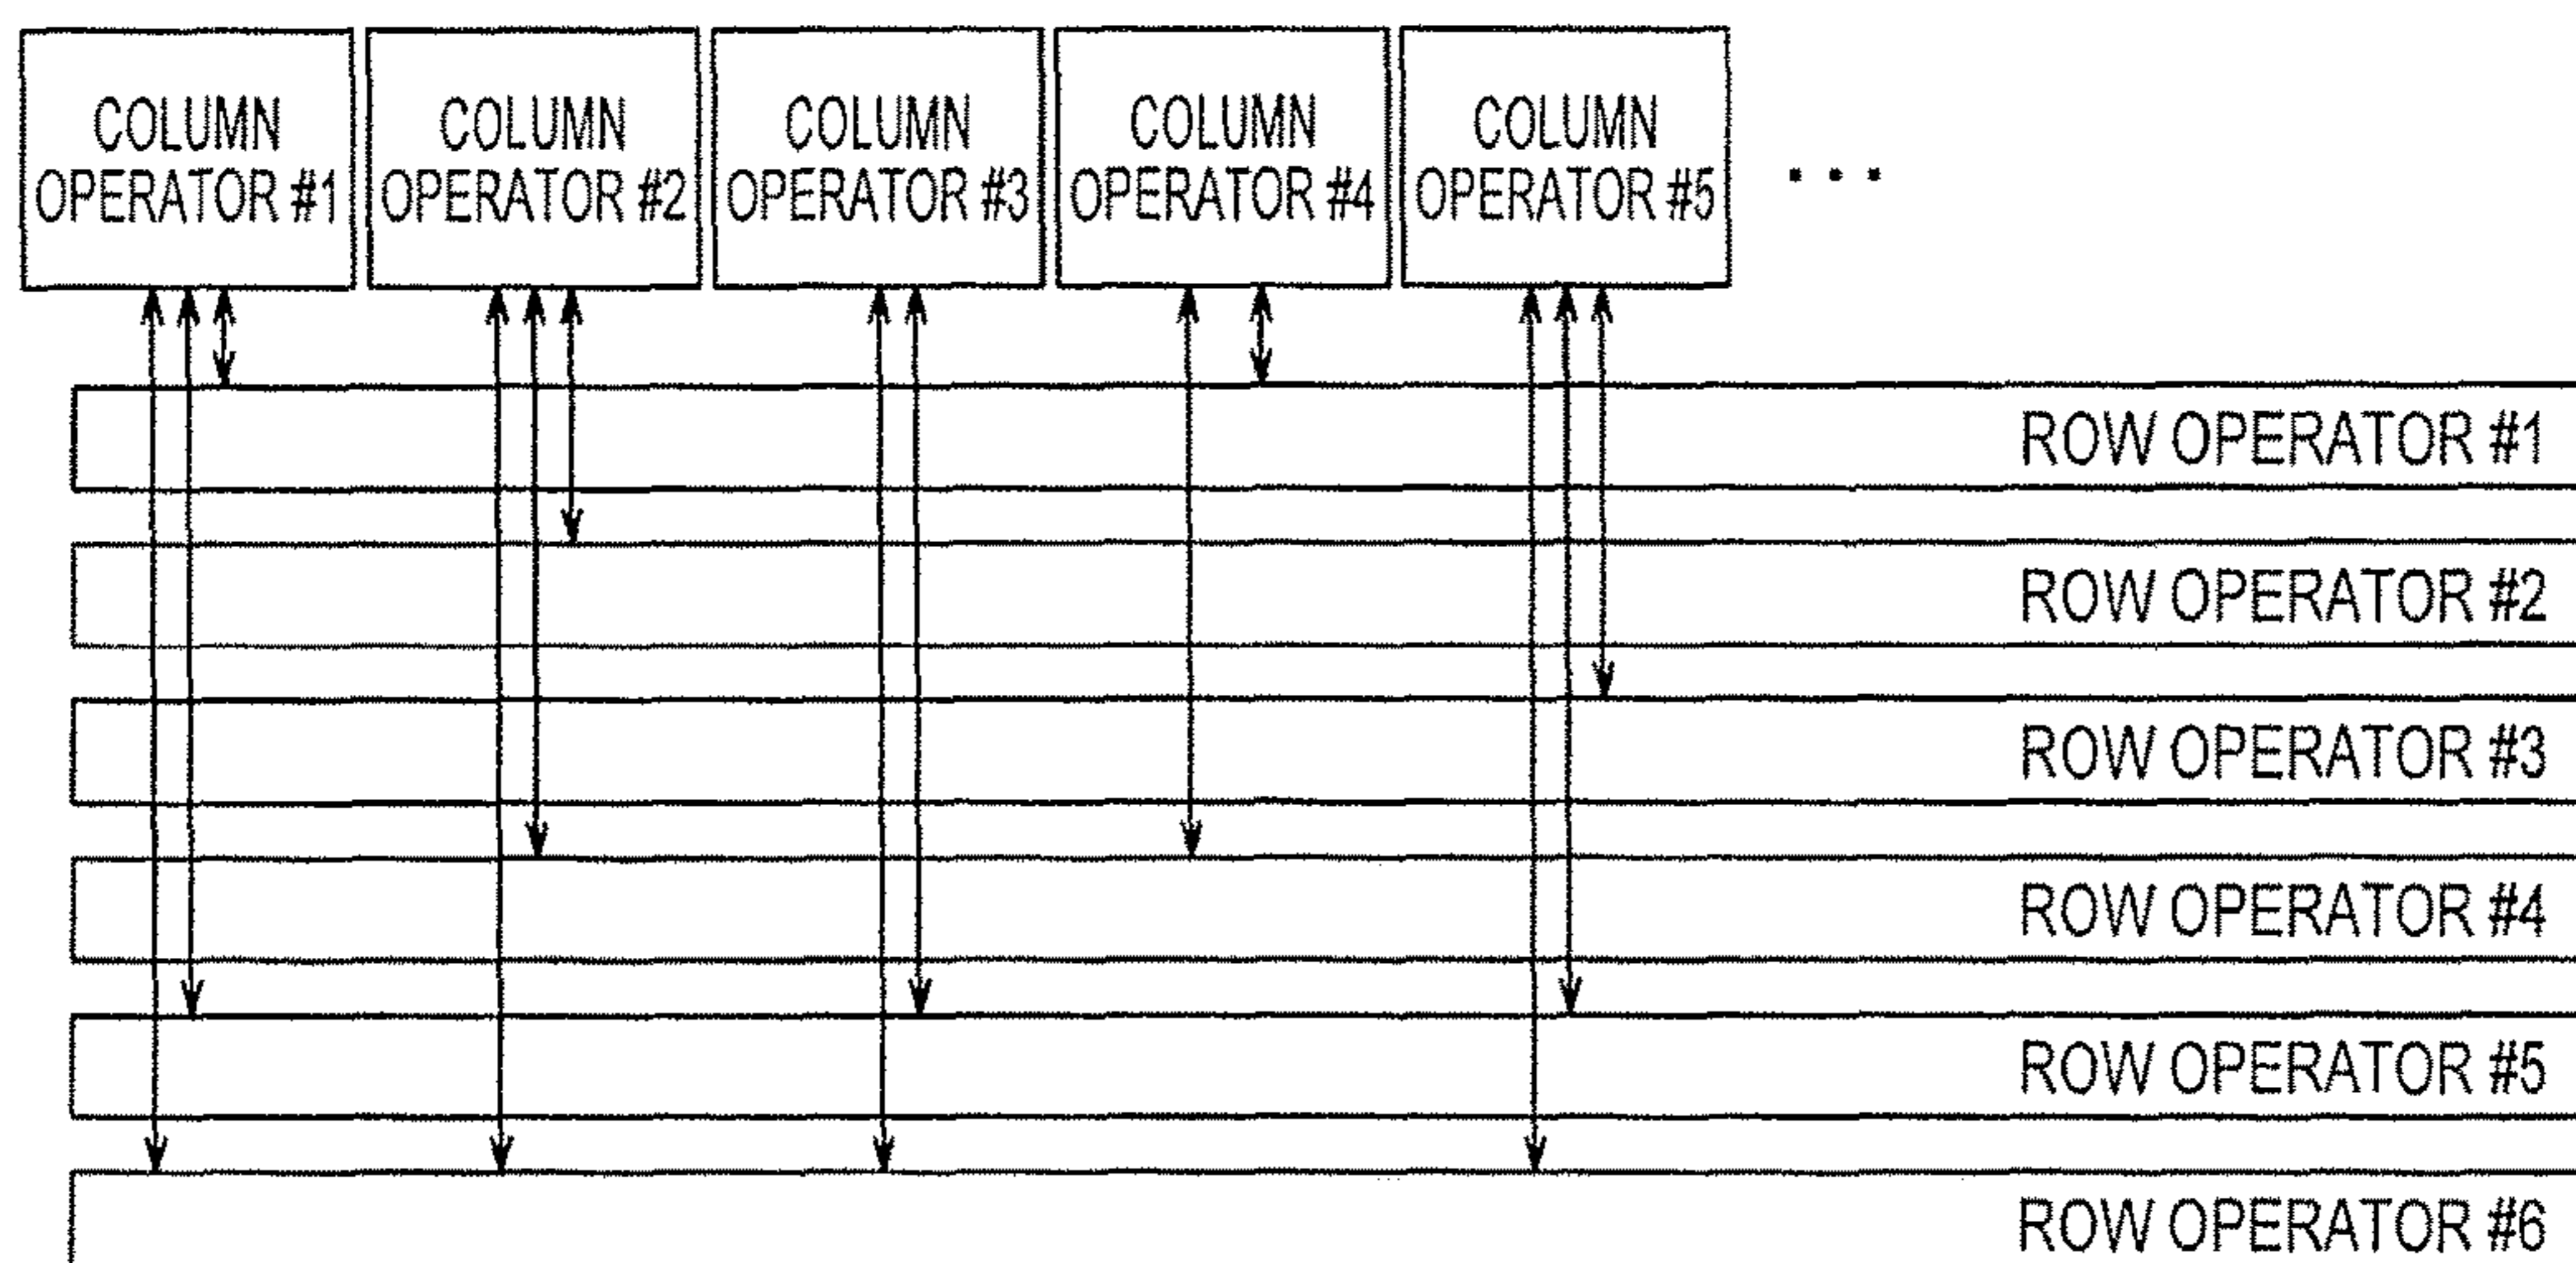 COLUMN
OPERATOR #1
COLUMN
OPERATOR #2
COLUMN
OPERATOR #3
COLUMN
OPERATOR #4
COLUMN
OPERATOR #5
...
ROW OPERATOR #1
ROW OPERATOR #2
ROW OPERATOR #3
ROW OPERATOR #4
ROW OPERATOR #5
ROW OPERATOR #6